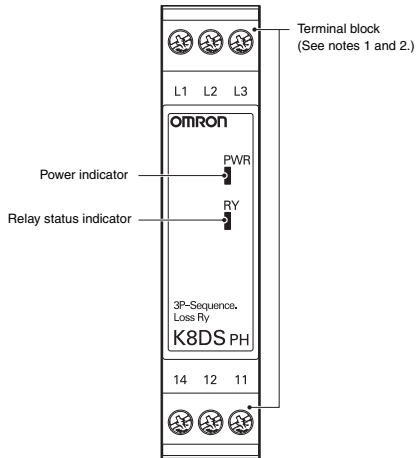 Terminal block
(See notes 1 and 2.)
L1 L2 L3
OMRON
PWR
Power indicator
RY
Relay status indicator
3P-Sequence.
Loss Ry
K8DS PH
14 12 11